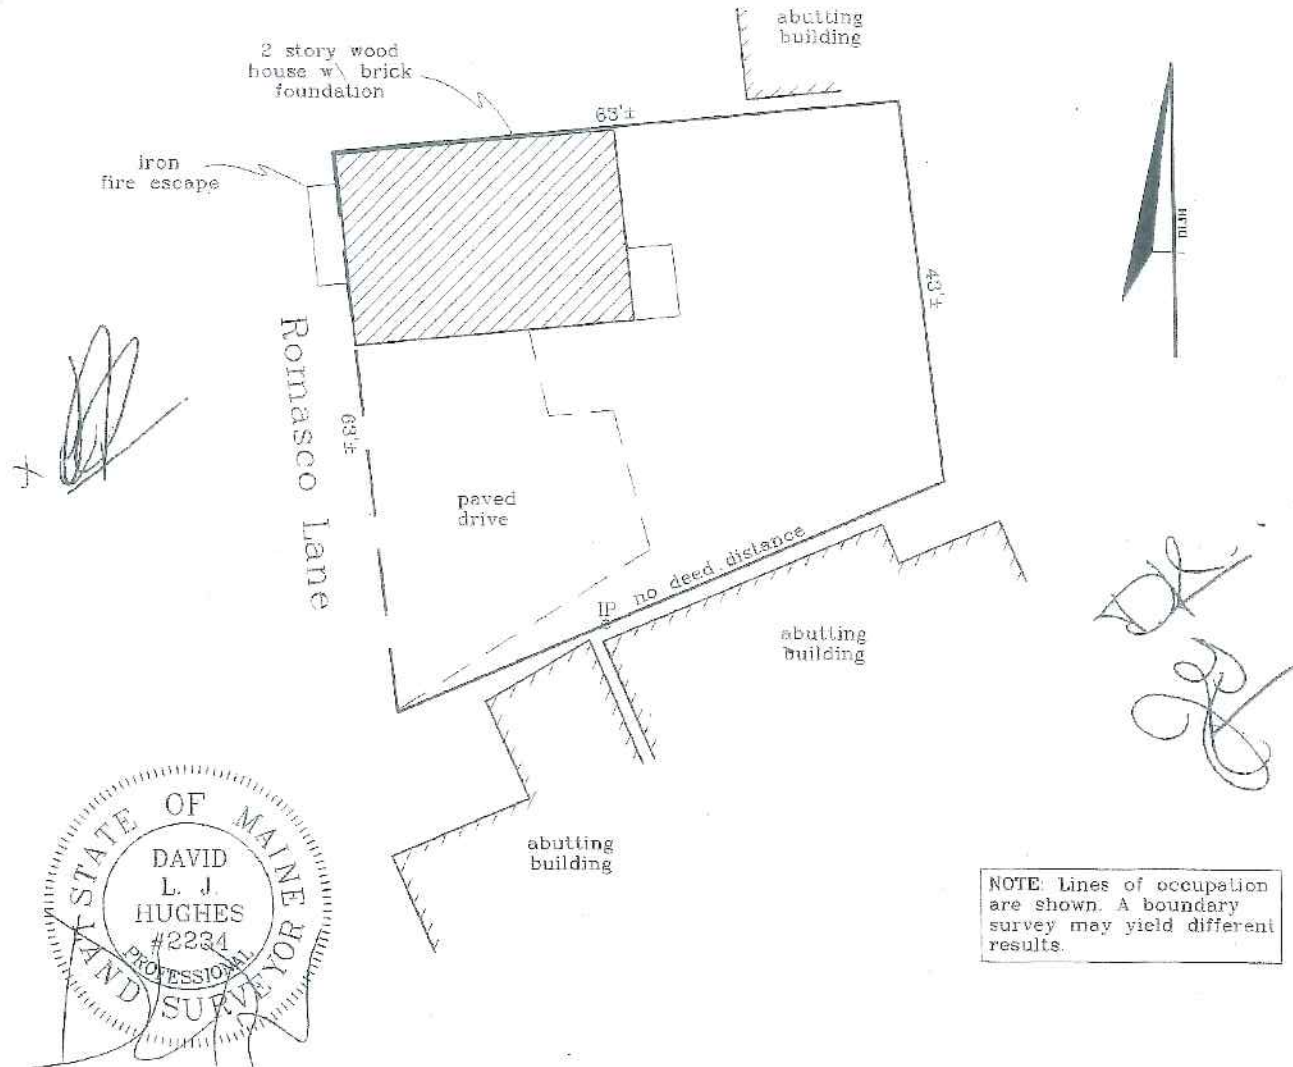 abutting
building
2 story wood
house w\ brick
foundation
63'±
iron
fire escape
43'±
Romasco Lane
63'±
paved
drive
IP
no deed distance
abutting
building
abutting
building
STATE OF MAINE
DAVID
L. J.
HUGHES
#2234
PROFESSIONAL
LAND SURVEYOR
NOTE: Lines of occupation
are shown. A boundary
survey may yield different
results.